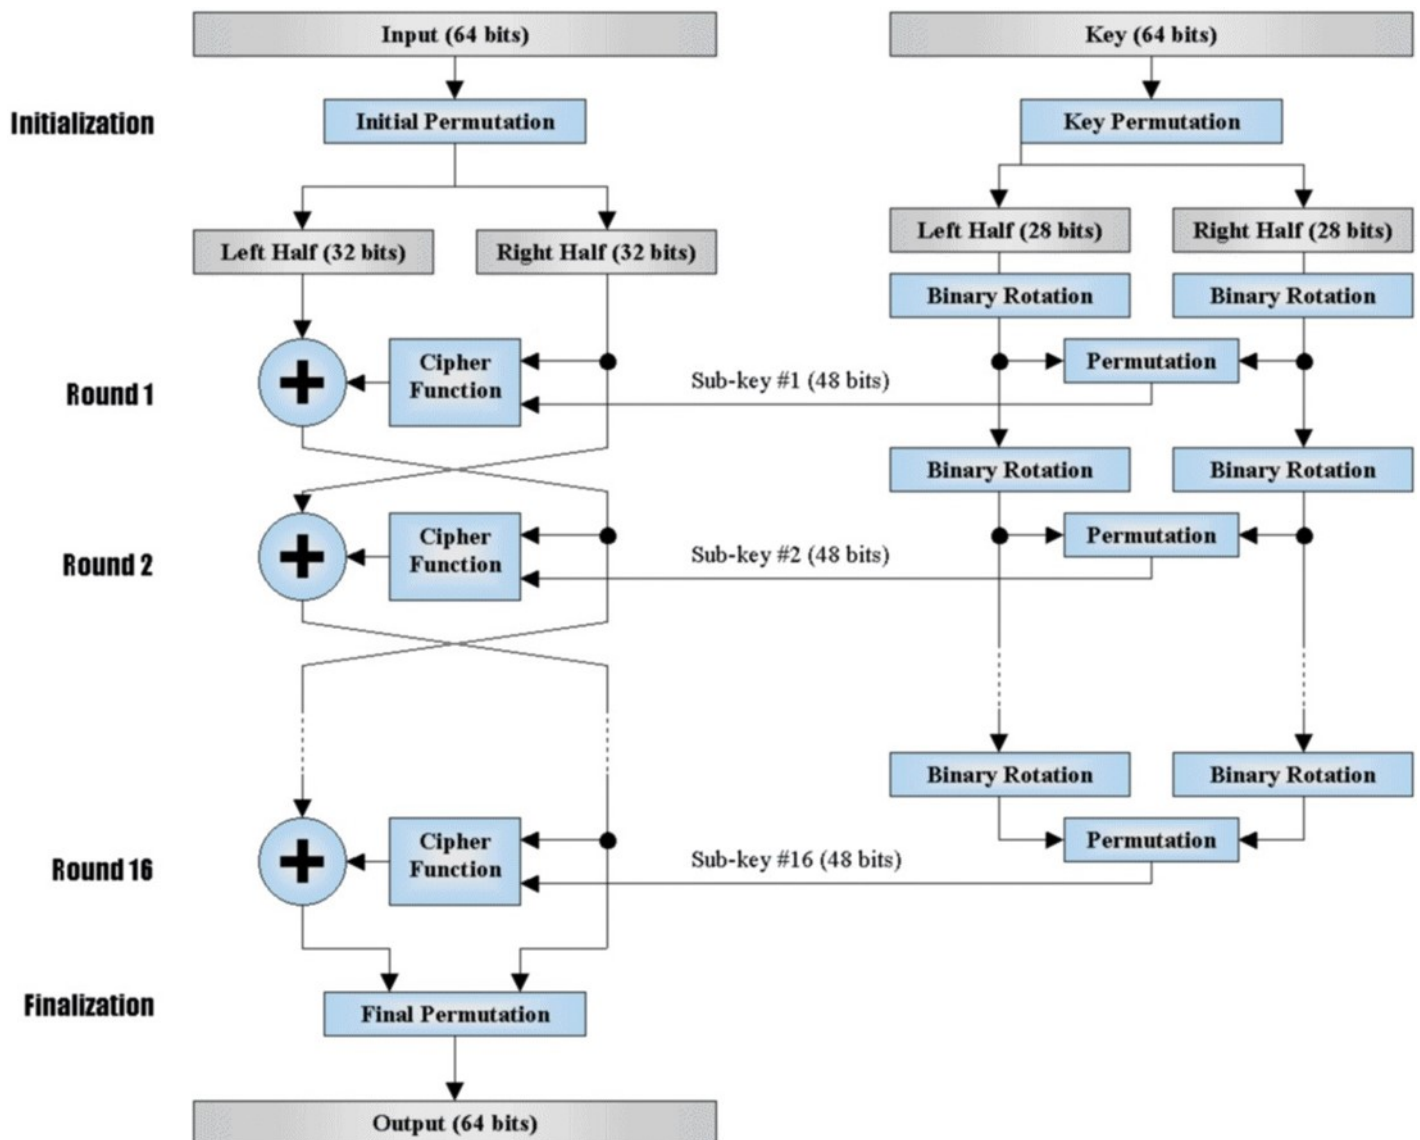 Input (64 bits)
Key (64 bits)
Initialization
Initial Permutation
Key Permutation
Left Half (32 bits)
Right Half (32 bits)
Left Half (28 bits)
Right Half (28 bits)
Binary Rotation
Binary Rotation
Round 1
Cipher
Function
Sub-key #1 (48 bits)
Permutation
Binary Rotation
Binary Rotation
Round 2
Cipher
Function
Sub-key #2 (48 bits)
Permutation
Binary Rotation
Binary Rotation
Round 16
Cipher
Function
Sub-key #16 (48 bits)
Permutation
Finalization
Final Permutation
Output (64 bits)